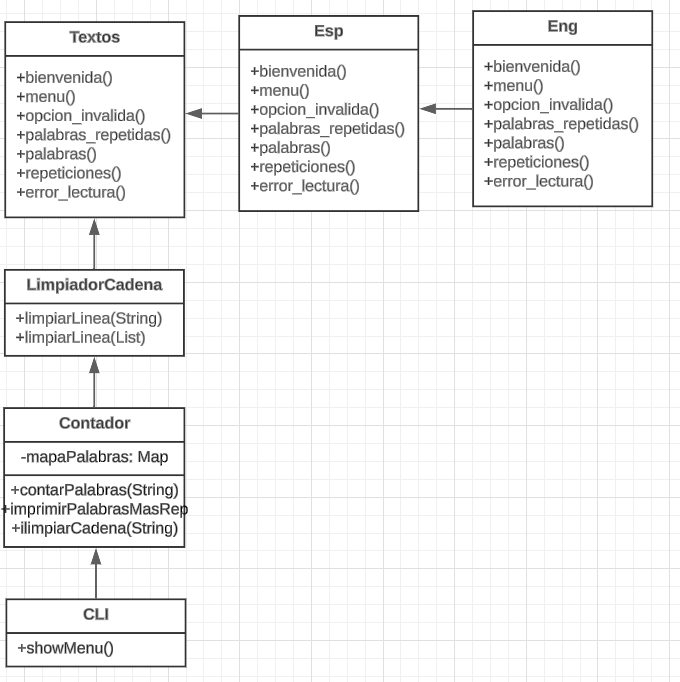 Textos
+bienvenida()
+menu()
+opcion_invalida()
+palabras_repetidas()
+palabras()
+repeticiones()
+error_lectura()
Esp
+bienvenida()
+menu()
+opcion_invalida()
+palabras_repetidas()
+palabras()
+repeticiones()
+error_lectura()
Eng
+bienvenida()
+menu()
+opcion_invalida()
+palabras_repetidas()
+palabras()
+repeticiones()
+error_lectura()
LimpiadorCadena
+limpiarLinea(String)
+limpiarLinea(List)
Contador
-mapaPalabras: Map
+contarPalabras(String)
+imprimirPalabrasMasRep
+ilimpiarCadena(String)
CLI
+showMenu()